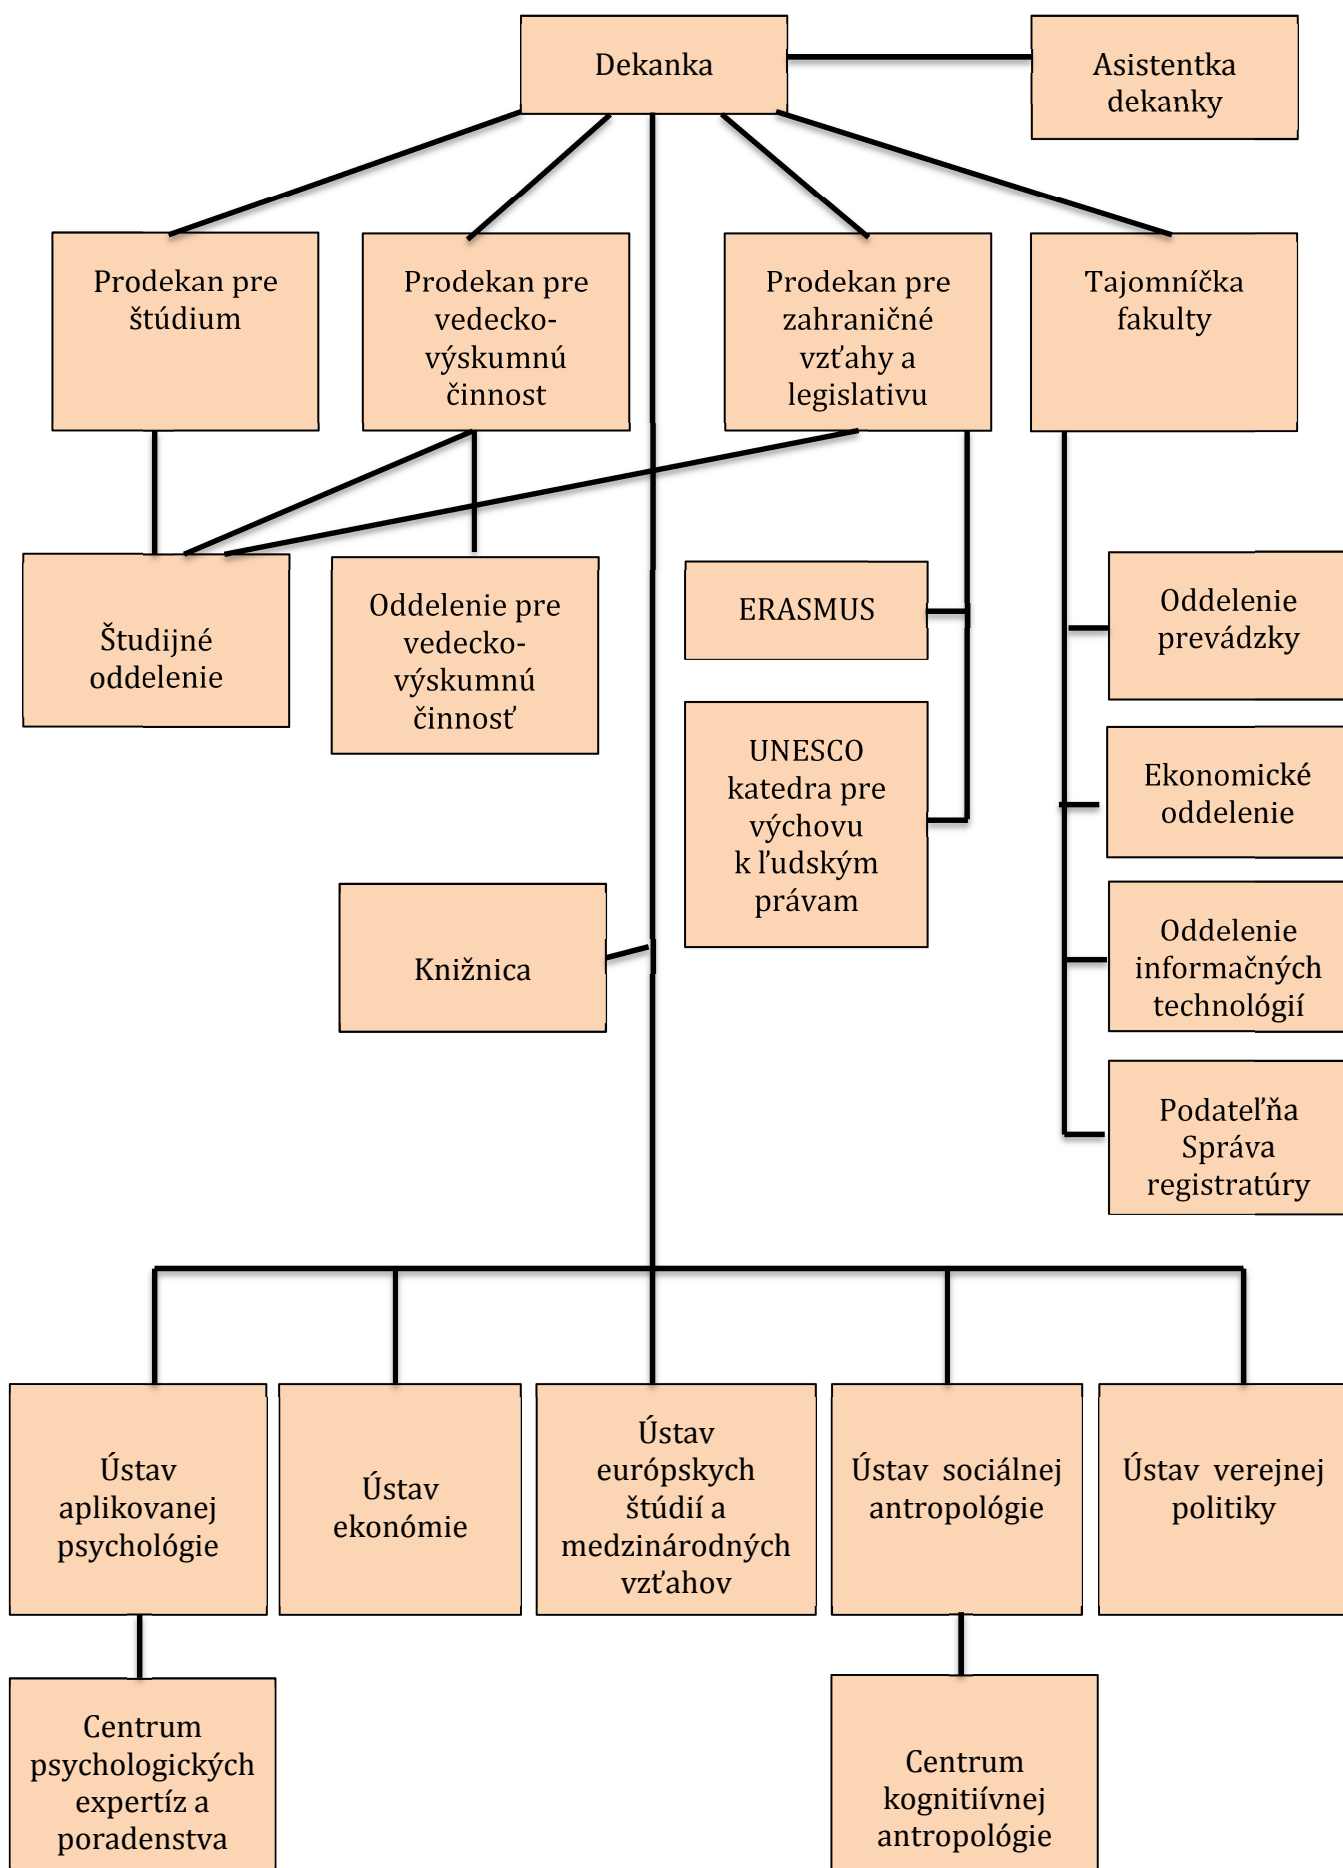 Dekanka
Asistentka
dekanky
Prodekan pre
štúdium
Prodekan pre
vedecko-
výskumnú
činnost
Prodekan pre
zahraničné
vzťahy a
legislativu
Tajomníčka
fakulty
Študijné
oddelenie
Oddelenie pre
vedecko-
výskumnú
činnosť
ERASMUS
UNESCO
katedra pre
výchovu
k ľudským
právam
Knižnica
Oddelenie
prevádzky
Ekonomické
oddelenie
Oddelenie
informačných
technológií
Podateľňa
Správa
registratúry
Ústav
aplikovanej
psychológie
Ústav
ekonómie
Ústav
európskych
štúdií a
medzinárodných
vzťahov
Ústav sociálnej
antropológie
Ústav verejnej
politiky
Centrum
psychologických
expertíz a
poradenstva
Centrum
kognitiívnej
antropológie